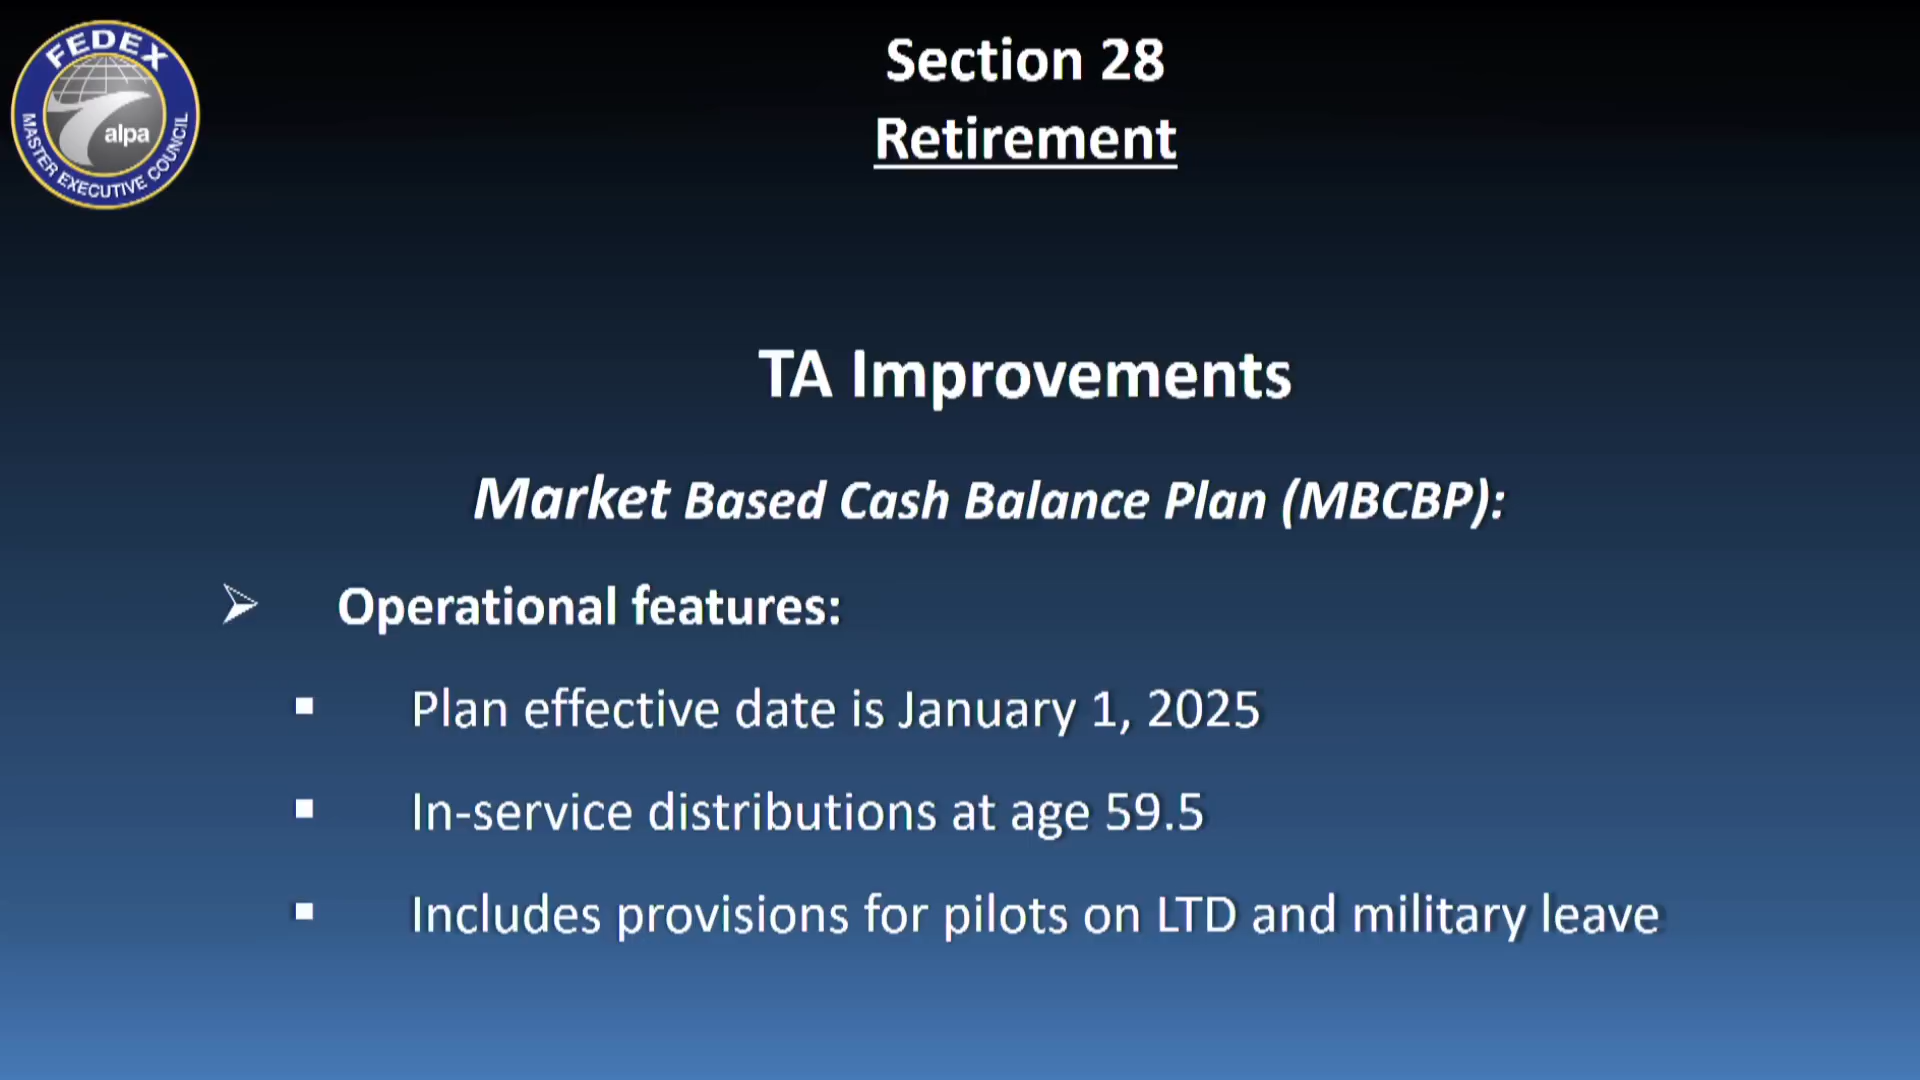 FEDEX
alpa
MASTER EXECUTIVE COUNCIL
Section 28
Retirement
TA Improvements
Market Based Cash Balance Plan (MBCBP):
➢ Operational features:
▪ Plan effective date is January 1, 2025
▪ In-service distributions at age 59.5
▪ Includes provisions for pilots on LTD and military leave